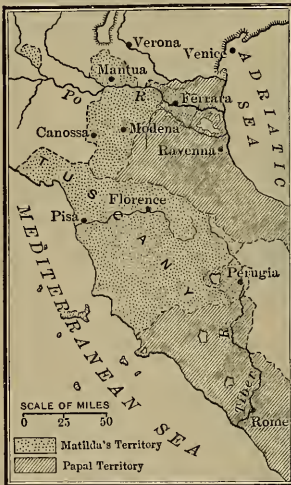 Verona
Venice
ADRIATIC SEA
Mantua
Po R
Ferrara
Canossa
Modena
Ravenna
TUSCANY
Florence
Pisa
Perugia
MEDITERRANEAN SEA
R
Tiber
Rome
SCALE OF MILES
0 25 50
Matilda's Territory
Papal Territory